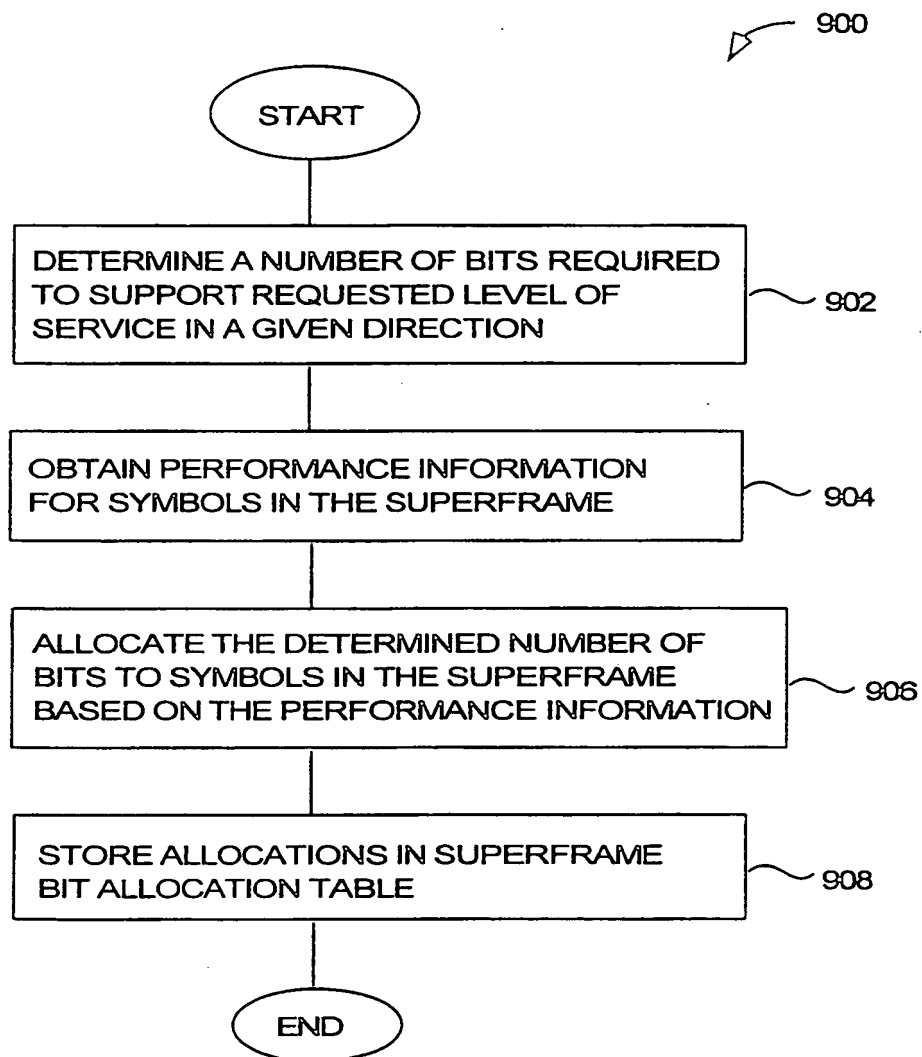 900
START
DETERMINE A NUMBER OF BITS REQUIRED
TO SUPPORT REQUESTED LEVEL OF
SERVICE IN A GIVEN DIRECTION
902
OBTAIN PERFORMANCE INFORMATION
FOR SYMBOLS IN THE SUPERFRAME
904
ALLOCATE THE DETERMINED NUMBER OF
BITS TO SYMBOLS IN THE SUPERFRAME
BASED ON THE PERFORMANCE INFORMATION
906
STORE ALLOCATIONS IN SUPERFRAME
BIT ALLOCATION TABLE
908
END